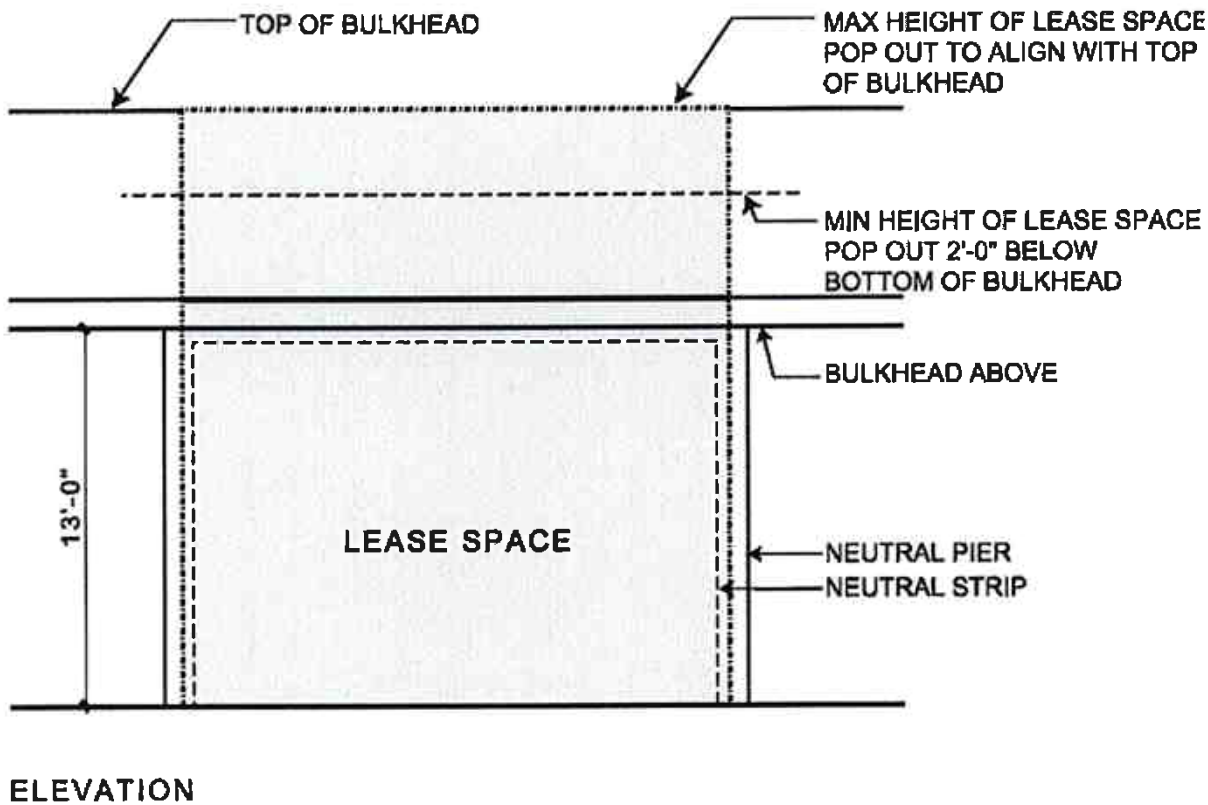 TOP OF BULKHEAD
MAX HEIGHT OF LEASE SPACE
POP OUT TO ALIGN WITH TOP
OF BULKHEAD
MIN HEIGHT OF LEASE SPACE
POP OUT 2'-0" BELOW
BOTTOM OF BULKHEAD
BULKHEAD ABOVE
13'-0"
LEASE SPACE
NEUTRAL PIER
NEUTRAL STRIP
ELEVATION